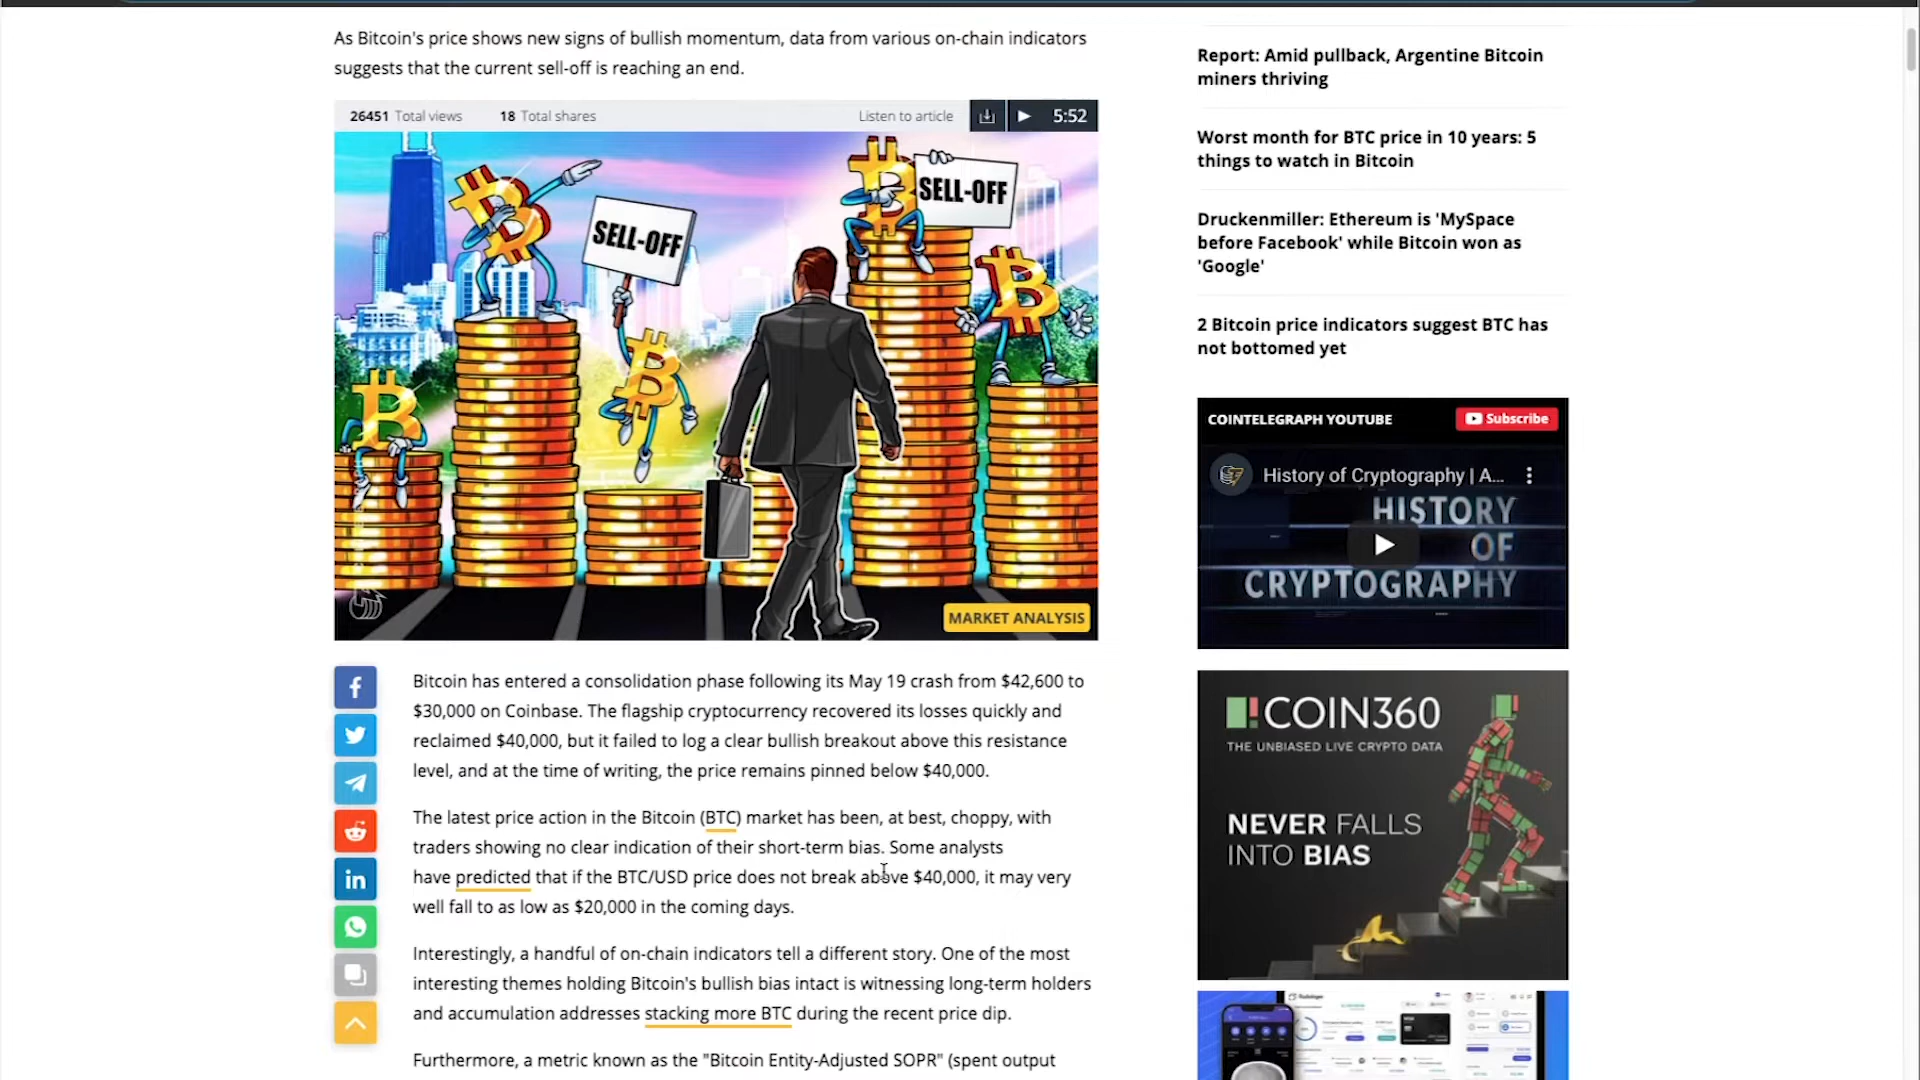 As Bitcoin's price shows new signs of bullish momentum, data from various on-chain indicators
suggests that the current sell-off is reaching an end.
26451 Total views 18 Total shares Listen to article 5:52
SELL-OFF
SELL-OFF
MARKET ANALYSIS
Bitcoin has entered a consolidation phase following its May 19 crash from $42,600 to
$30,000 on Coinbase. The flagship cryptocurrency recovered its losses quickly and
reclaimed $40,000, but it failed to log a clear bullish breakout above this resistance
level, and at the time of writing, the price remains pinned below $40,000.
The latest price action in the Bitcoin (BTC) market has been, at best, choppy, with
traders showing no clear indication of their short-term bias. Some analysts
have predicted that if the BTC/USD price does not break above $40,000, it may very
well fall to as low as $20,000 in the coming days.
Interestingly, a handful of on-chain indicators tell a different story. One of the most
interesting themes holding Bitcoin's bullish bias intact is witnessing long-term holders
and accumulation addresses stacking more BTC during the recent price dip.
Furthermore, a metric known as the "Bitcoin Entity-Adjusted SOPR" (spent output
Report: Amid pullback, Argentine Bitcoin
miners thriving
Worst month for BTC price in 10 years: 5
things to watch in Bitcoin
Druckenmiller: Ethereum is 'MySpace
before Facebook' while Bitcoin won as
'Google'
2 Bitcoin price indicators suggest BTC has
not bottomed yet
COINTELEGRAPH YOUTUBE Subscribe
History of Cryptography | A...
HISTORY
OF
CRYPTOGRAPHY
COIN360
THE UNBIASED LIVE CRYPTO DATA
NEVER FALLS
INTO BIAS